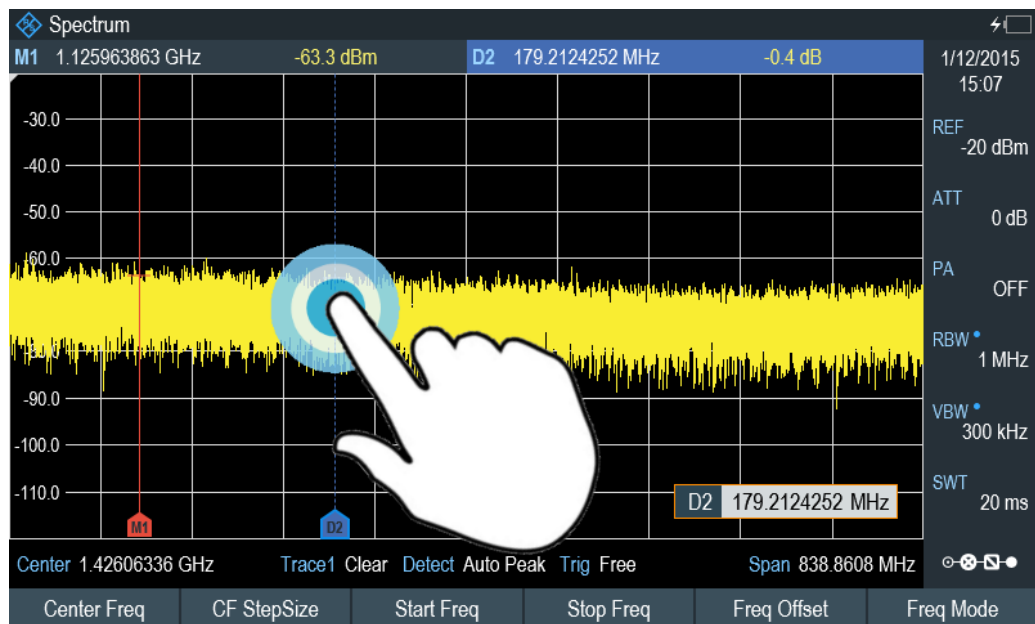 Spectrum
M1 1.125963863 GHz -63.3 dBm D2 179.2124252 MHz -0.4 dB
1/12/2015
15:07
-30.0
-40.0
-50.0
-60.0
-80.0
-90.0
-100.0
-110.0
REF
-20 dBm
ATT
0 dB
PA
OFF
RBW
1 MHz
VBW
300 kHz
SWT
20 ms
D2 179.2124252 MHz
M1
D2
Center 1.42606336 GHz Trace1 Clear Detect Auto Peak Trig Free Span 838.8608 MHz
Center Freq CF StepSize Start Freq Stop Freq Freq Offset Freq Mode